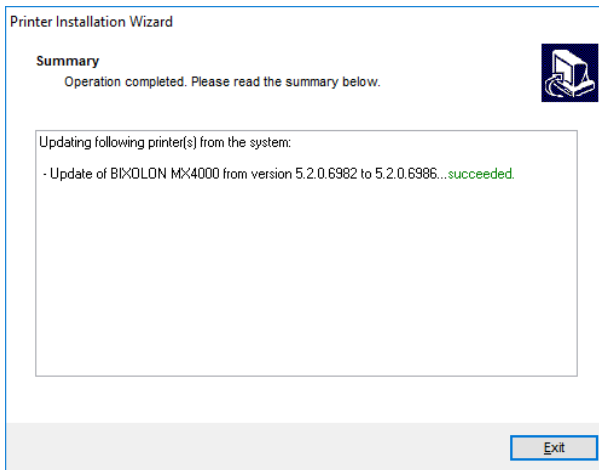 Printer Installation Wizard
Summary
Operation completed. Please read the summary below.
Updating following printer(s) from the system:
- Update of BIXOLON MX4000 from version 5.2.0.6982 to 5.2.0.6986...succeeded.
Exit